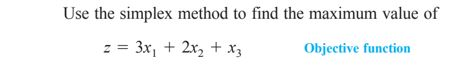 Use the simplex method to find the maximum value of
z = 3x₁ + 2x₂ + x₃ Objective function